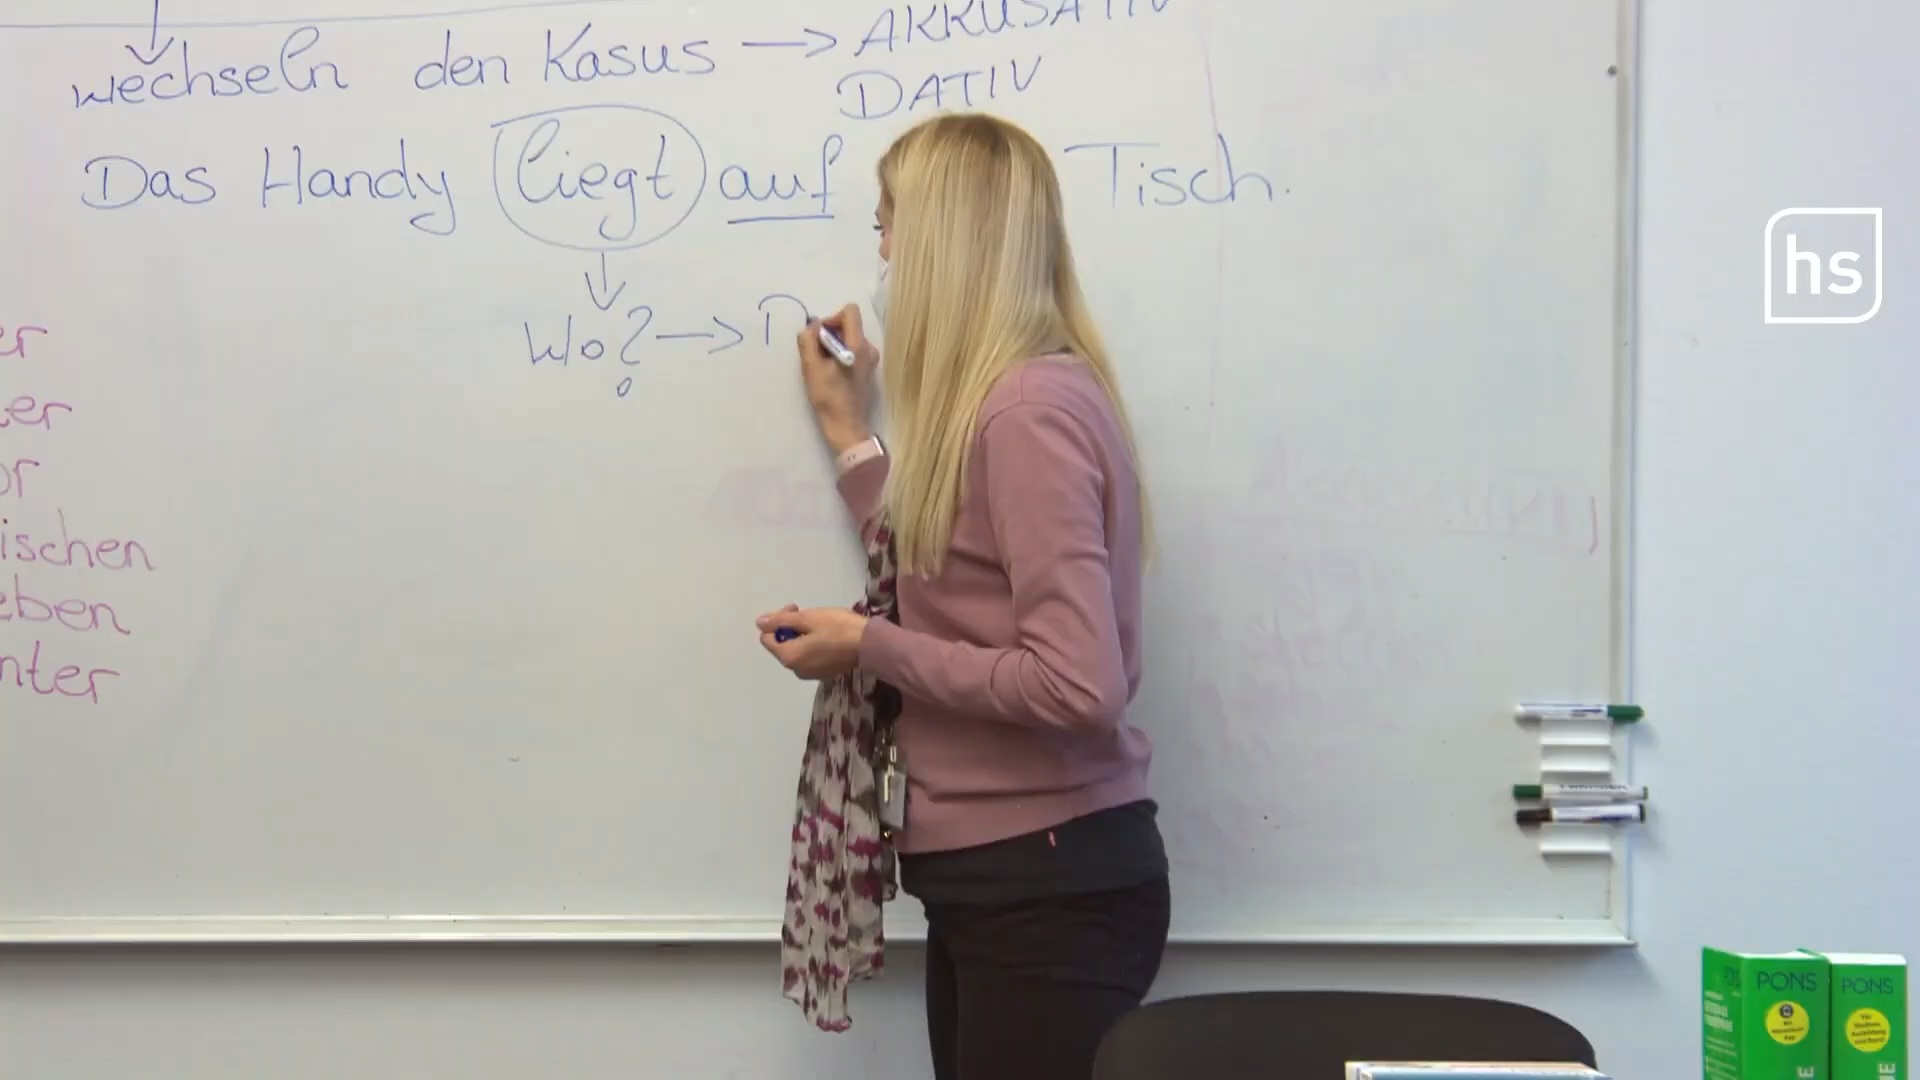 wechseln den Kasus → AKKUSATIV
DATIV
Das Handy liegt auf Tisch.
Wo? → D
er
er
or
ischen
eben
nter
hs
PONS
PONS